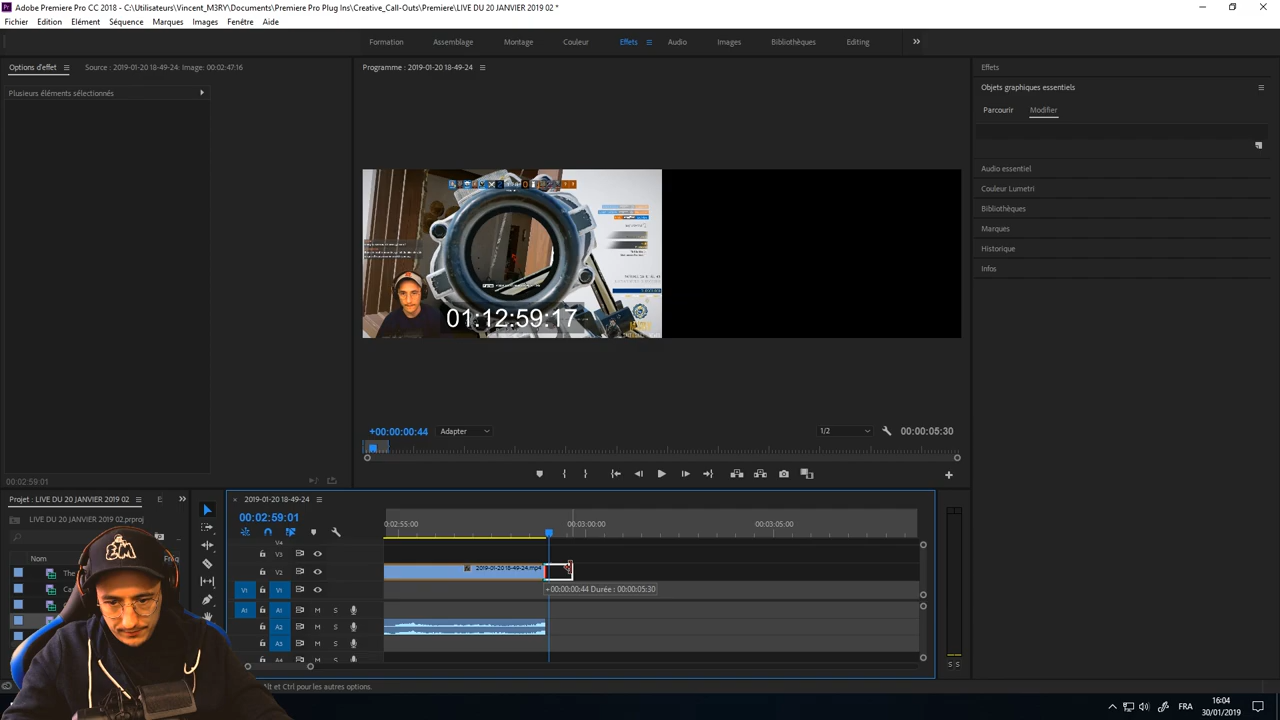 Adobe Premiere Pro CC 2018 - C:\Utilisateurs\Vincent_M3RY\Documents\Premiere Pro Plug Ins\Creative_Call-Outs\Premiere\LIVE DU 20 JANVIER 2019 02 *
Fichier Edition Elément Séquence Marques Images Fenêtre Aide
Formation Assemblage Montage Couleur Effets Audio Images Bibliothèques Editing
Options d'effet Source : 2019-01-20 18-49-24: Image: 00:02:47:16 Programme : 2019-01-20 18-49-24 Effets
Objets graphiques essentiels
Plusieurs éléments sélectionnés
Parcourir Modifier
Audio essentiel
Couleur Lumetri
Bibliothèques
Marques
Historique
Infos
01:12:59:17
+00:00:00:44 Adapter 1/2 00:00:05:30
00:02:59:01
Projet : LIVE DU 20 JANVIER 2019 02 E 2019-01-20 18-49-24
LIVE DU 20 JANVIER 2019 02.prproj 00:02:59:01 0:02:55:00 00:03:00:00 00:03:05:00
Nom Fréq V4
V3
The V2 2019-01-20 18-49-24.mp4
Ca V1 V1 +00:00:00:44 Durée : 00:00:05:30
A1 A1 M S
A2 M S
A3 M S
A4 M S S S
Alt et Ctrl pour les autres options.
FRA 16:04
30/01/2019